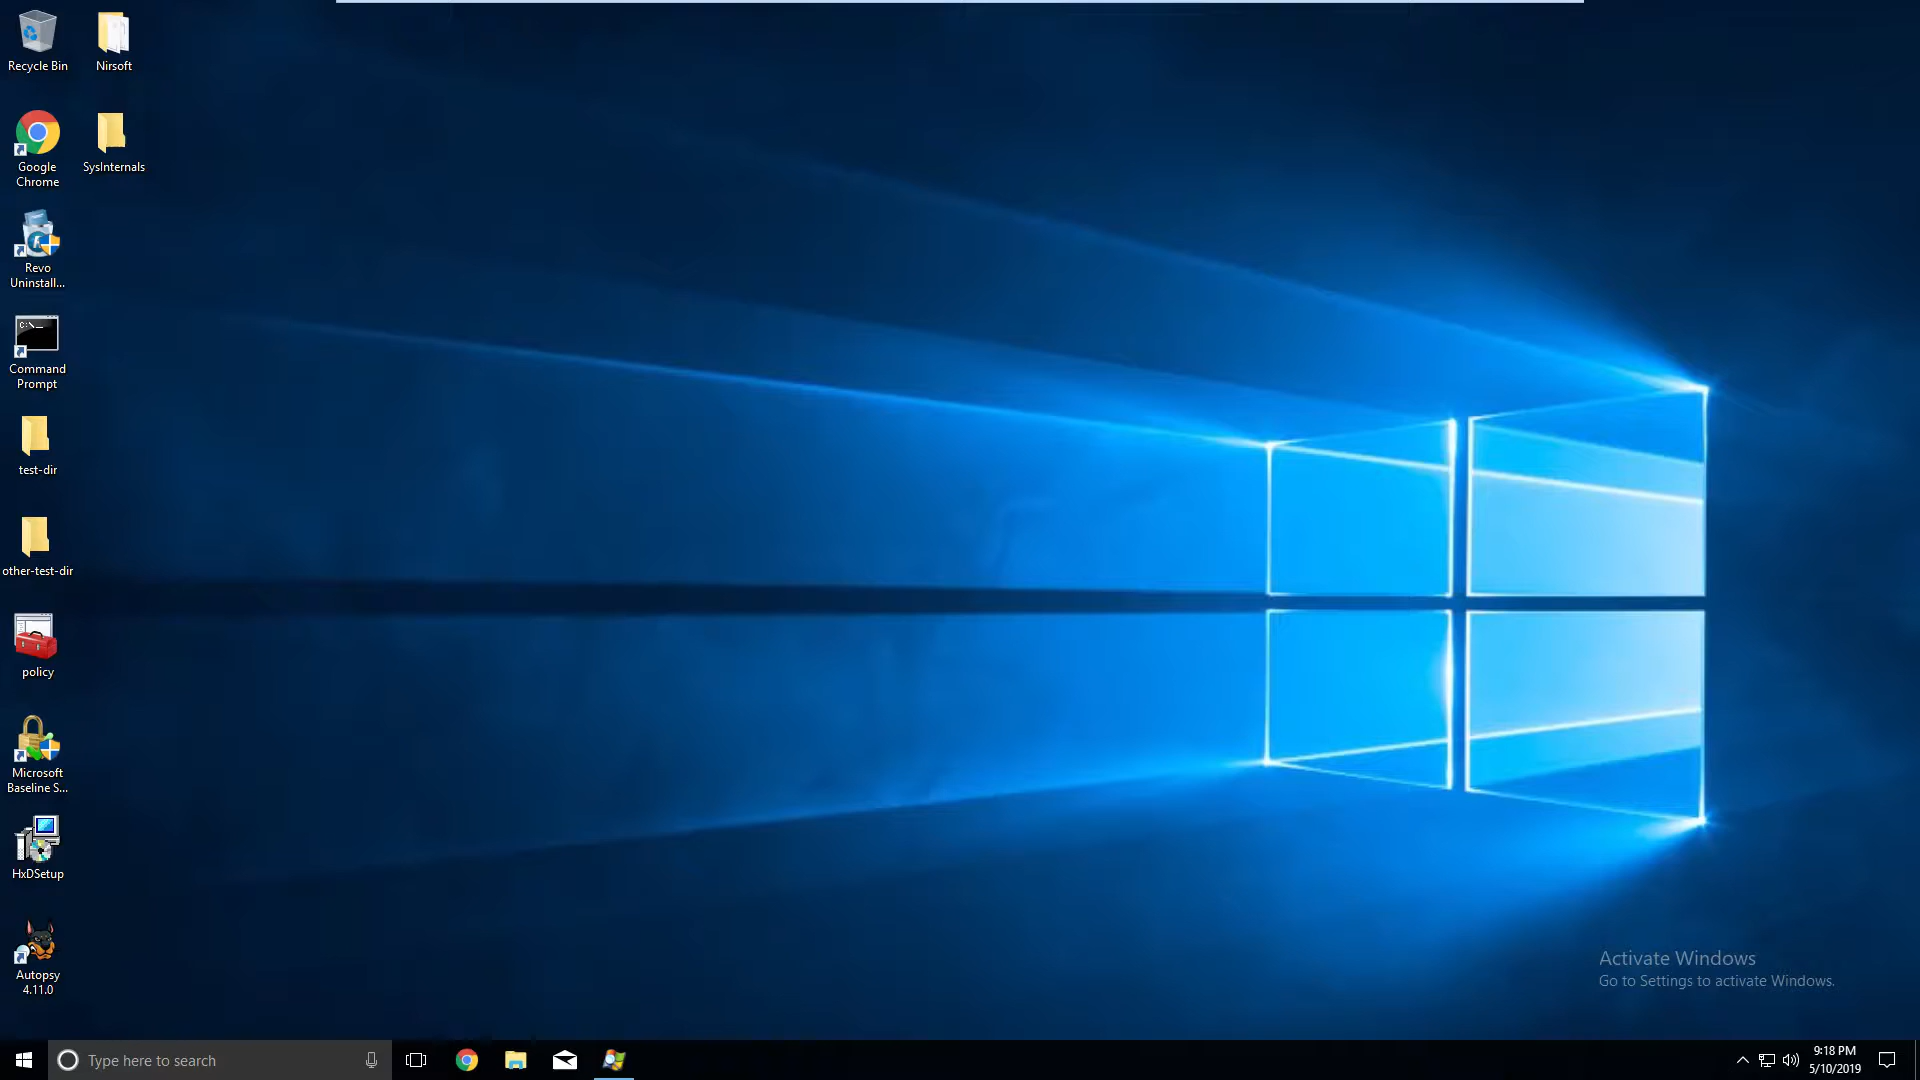 Recycle Bin
Nirsoft
Google
Chrome
SysInternals
Revo
Uninstall...
C:\_
Command
Prompt
test-dir
other-test-dir
policy
Microsoft
Baseline S...
HxDSetup
Autopsy
4.11.0
Activate Windows
Go to Settings to activate Windows.
Type here to search
9:18 PM
5/10/2019